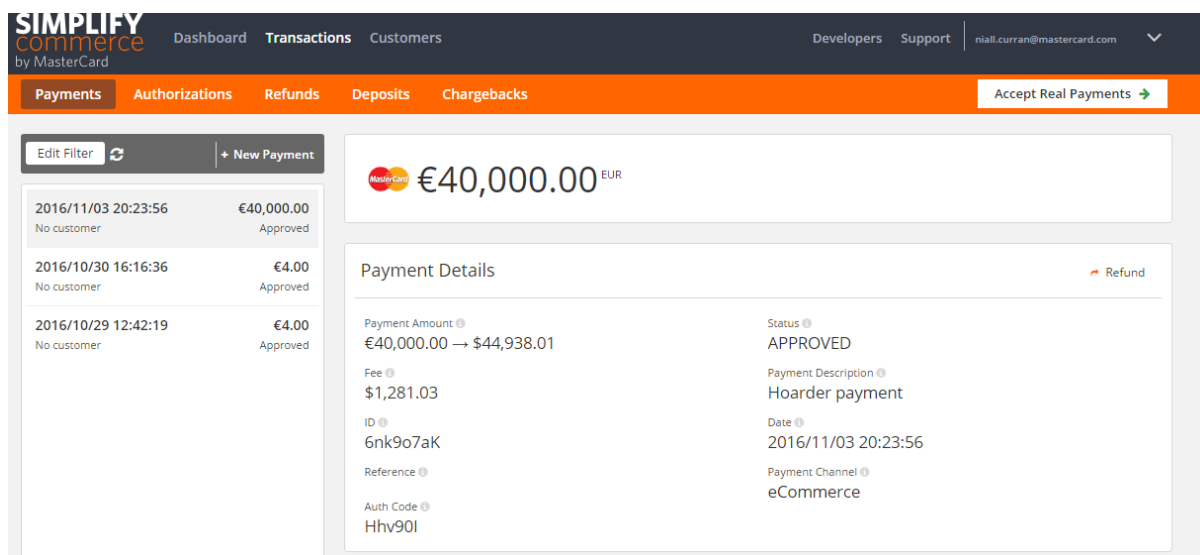 SIMPLIFY
commerce
by MasterCard
Dashboard Transactions Customers
Developers Support niall.curran@mastercard.com
Payments Authorizations Refunds Deposits Chargebacks
Accept Real Payments
Edit Filter + New Payment
2016/11/03 20:23:56 €40,000.00
No customer Approved
2016/10/30 16:16:36 €4.00
No customer Approved
2016/10/29 12:42:19 €4.00
No customer Approved
MasterCard €40,000.00 EUR
Payment Details
Refund
Payment Amount
€40,000.00 → $44,938.01
Fee
$1,281.03
ID
6nk9o7aK
Reference
Auth Code
Hhv90l
Status
APPROVED
Payment Description
Hoarder payment
Date
2016/11/03 20:23:56
Payment Channel
eCommerce